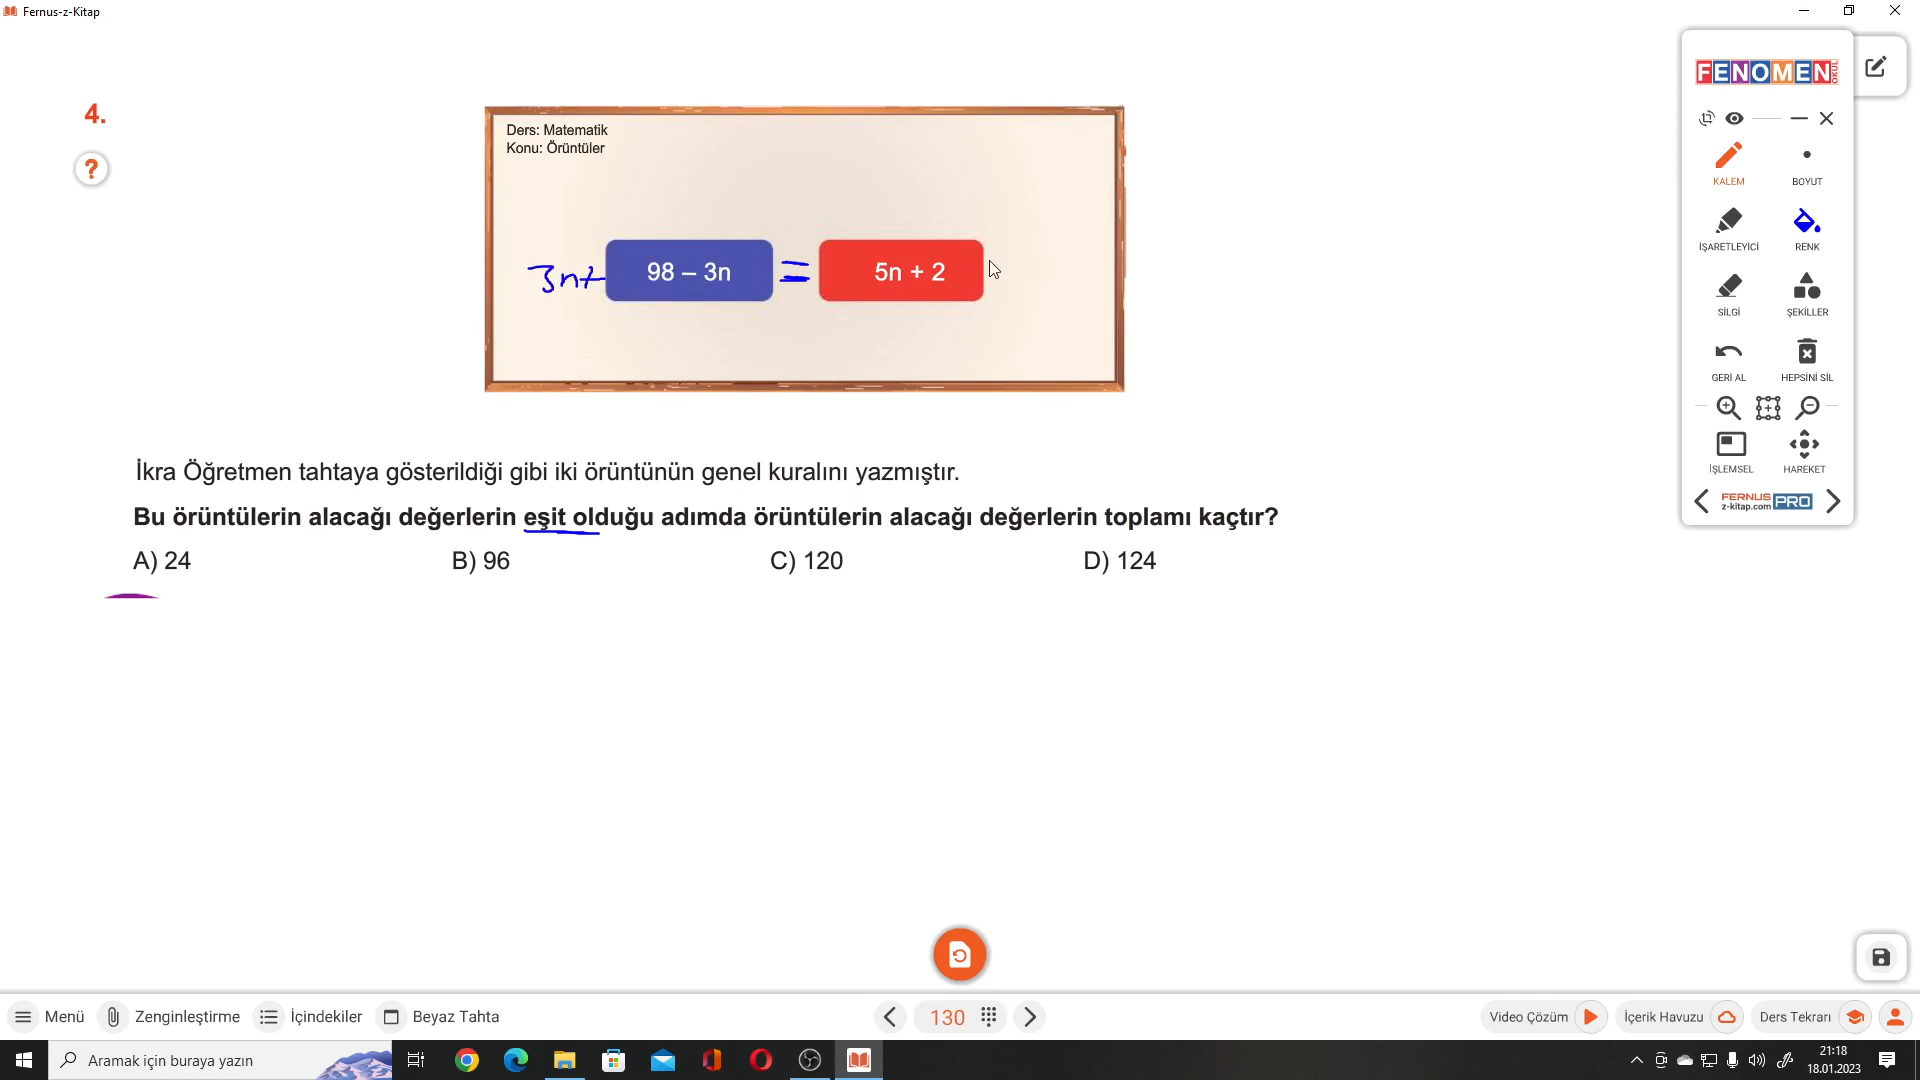 Fernus-z-Kitap
FENOMEN OKUL
4.
?
Ders: Matematik
Konu: Örüntüler
3n+ 98 – 3n = 5n + 2
İkra Öğretmen tahtaya gösterildiği gibi iki örüntünün genel kuralını yazmıştır.
Bu örüntülerin alacağı değerlerin eşit olduğu adımda örüntülerin alacağı değerlerin toplamı kaçtır?
A) 24 B) 96 C) 120 D) 124
KALEM BOYUT
İŞARETLEYİCİ RENK
SİLGİ ŞEKİLLER
GERİ AL HEPSİNİ SİL
İŞLEMSEL HAREKET
FERNUS PRO
z-kitap.com
Menü Zenginleştirme İçindekiler Beyaz Tahta 130 Video Çözüm İçerik Havuzu Ders Tekrarı
Aramak için buraya yazın
21:18
18.01.2023